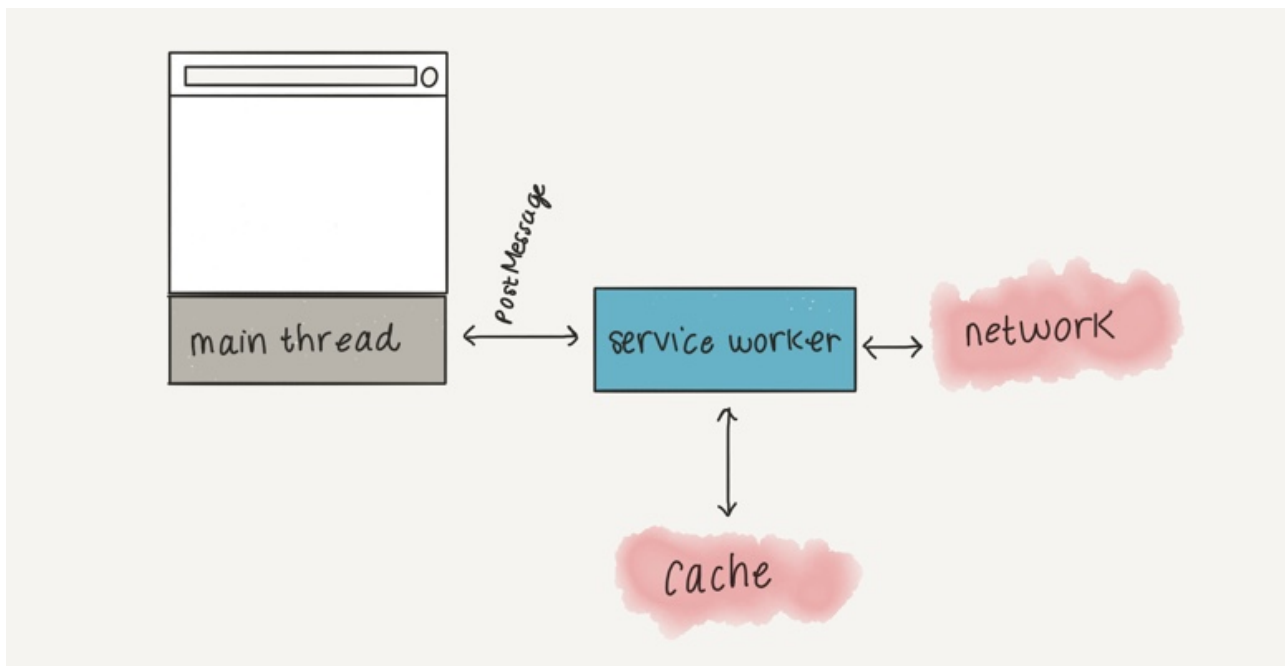 PostMessage
main thread
service worker
network
cache